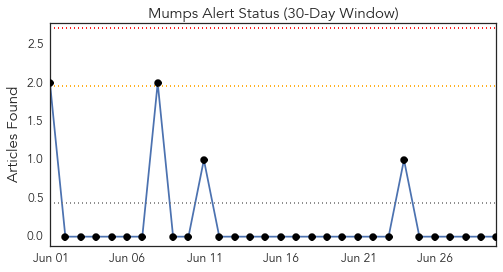 Mumps Alert Status (30-Day Window)
Articles Found
2.5
2.0
1.5
1.0
0.5
0.0
Jun 01 Jun 06 Jun 11 Jun 16 Jun 21 Jun 26